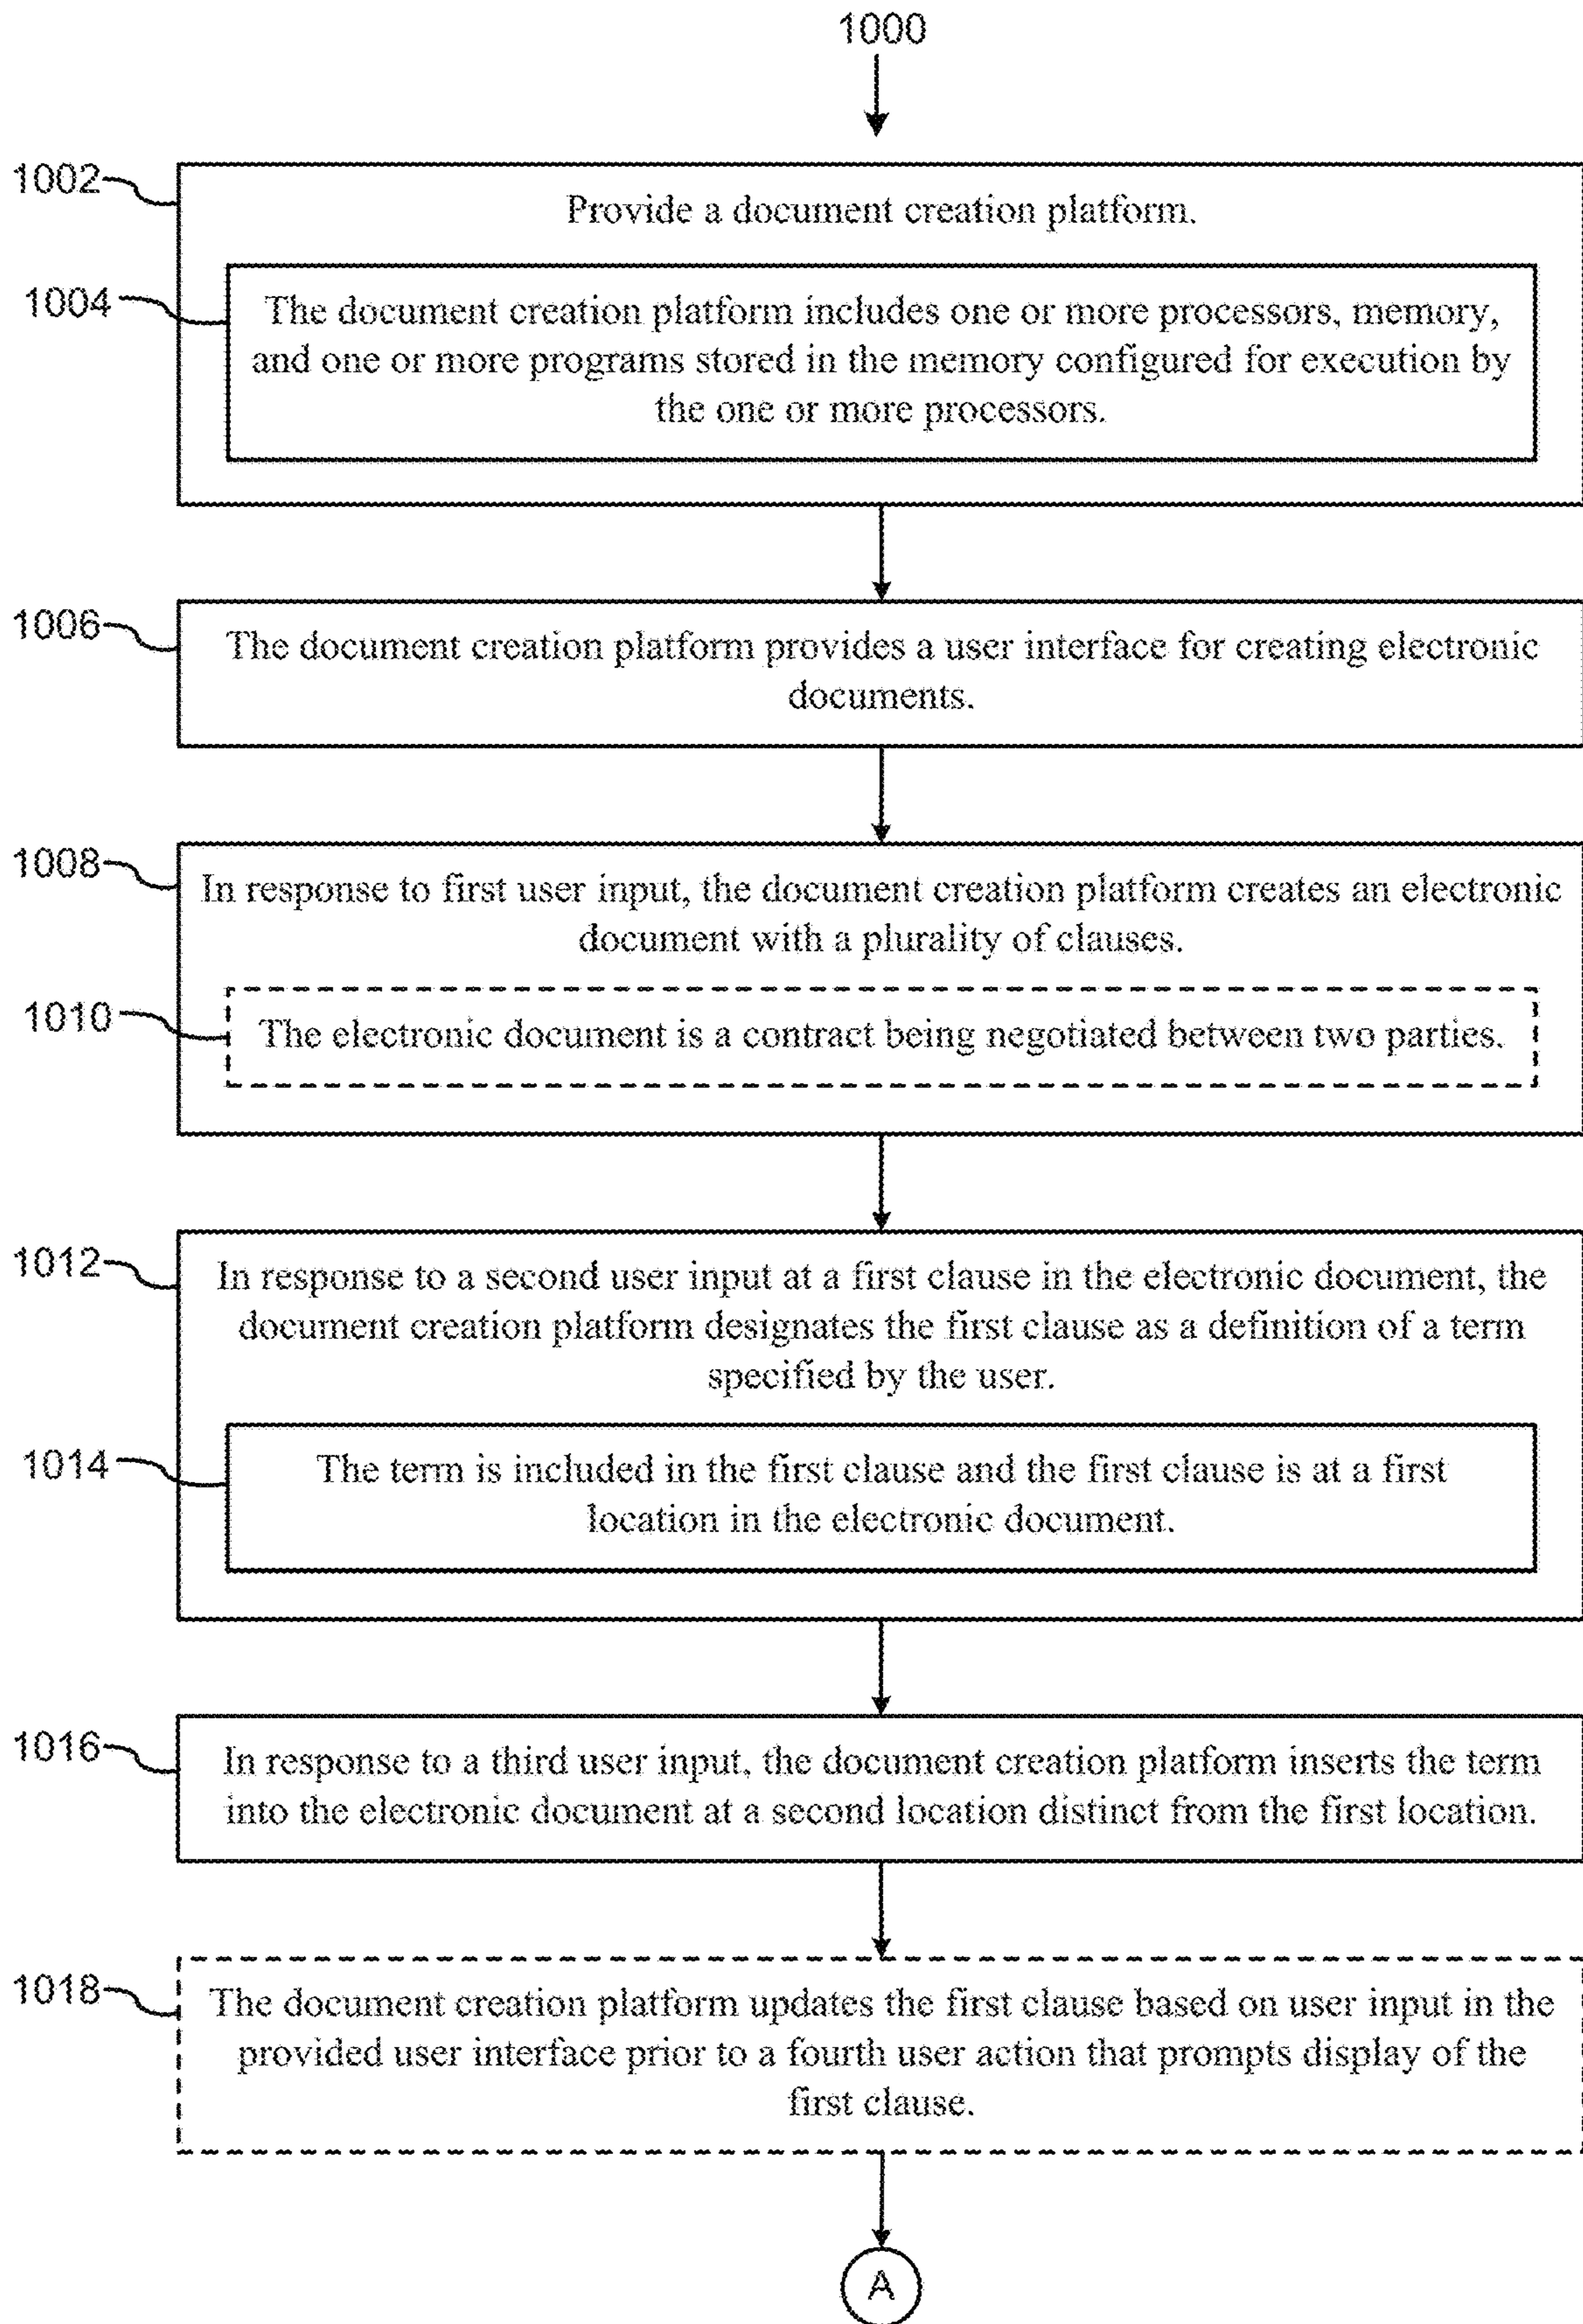 1000
1002
Provide a document creation platform.
1004
The document creation platform includes one or more processors, memory,
and one or more programs stored in the memory configured for execution by
the one or more processors.
1006
The document creation platform provides a user interface for creating electronic
documents.
1008
In response to first user input, the document creation platform creates an electronic
document with a plurality of clauses.
1010
The electronic document is a contract being negotiated between two parties.
1012
In response to a second user input at a first clause in the electronic document, the
document creation platform designates the first clause as a definition of a term
specified by the user.
1014
The term is included in the first clause and the first clause is at a first
location in the electronic document.
1016
In response to a third user input, the document creation platform inserts the term
into the electronic document at a second location distinct from the first location.
1018
The document creation platform updates the first clause based on user input in the
provided user interface prior to a fourth user action that prompts display of the
first clause.
A